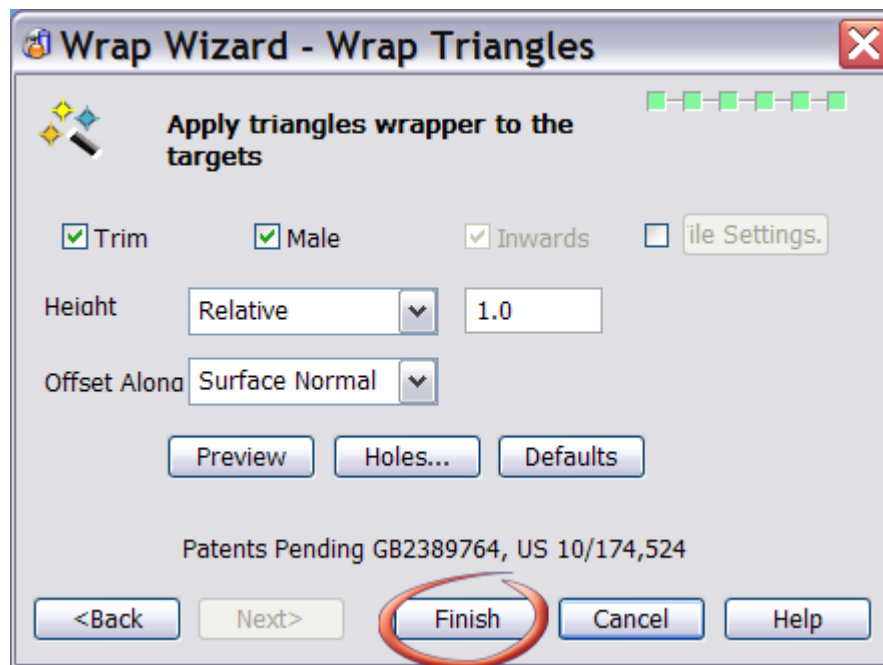 Wrap Wizard - Wrap Triangles
Apply triangles wrapper to the
targets
Trim Male Inwards ile Settings.
Height Relative 1.0
Offset Along Surface Normal
Preview Holes... Defaults
Patents Pending GB2389764, US 10/174,524
<Back Next> Finish Cancel Help